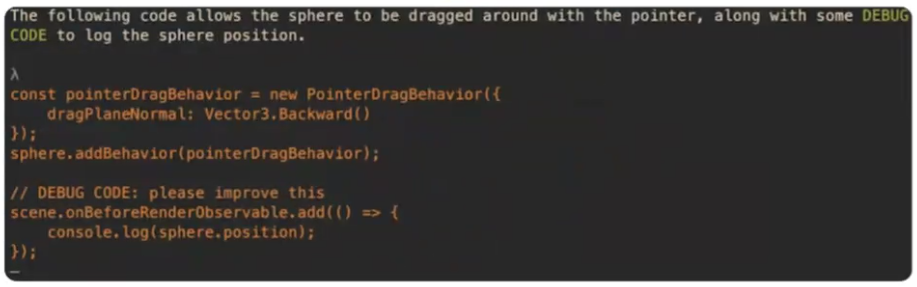 The following code allows the sphere to be dragged around with the pointer, along with some DEBUG
CODE to log the sphere position.
λ
const pointerDragBehavior = new PointerDragBehavior({
    dragPlaneNormal: Vector3.Backward()
});
sphere.addBehavior(pointerDragBehavior);
// DEBUG CODE: please improve this
scene.onBeforeRenderObservable.add(() => {
    console.log(sphere.position);
});